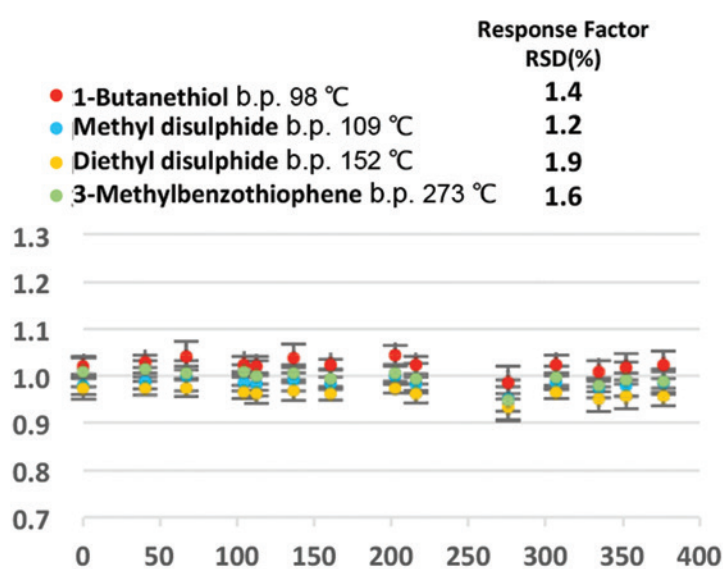 Response Factor
RSD(%)
1-Butanethiol b.p. 98 ℃ 1.4
Methyl disulphide b.p. 109 ℃ 1.2
Diethyl disulphide b.p. 152 ℃ 1.9
3-Methylbenzothiophene b.p. 273 ℃ 1.6
1.3
1.2
1.1
1.0
0.9
0.8
0.7
0 50 100 150 200 250 300 350 400